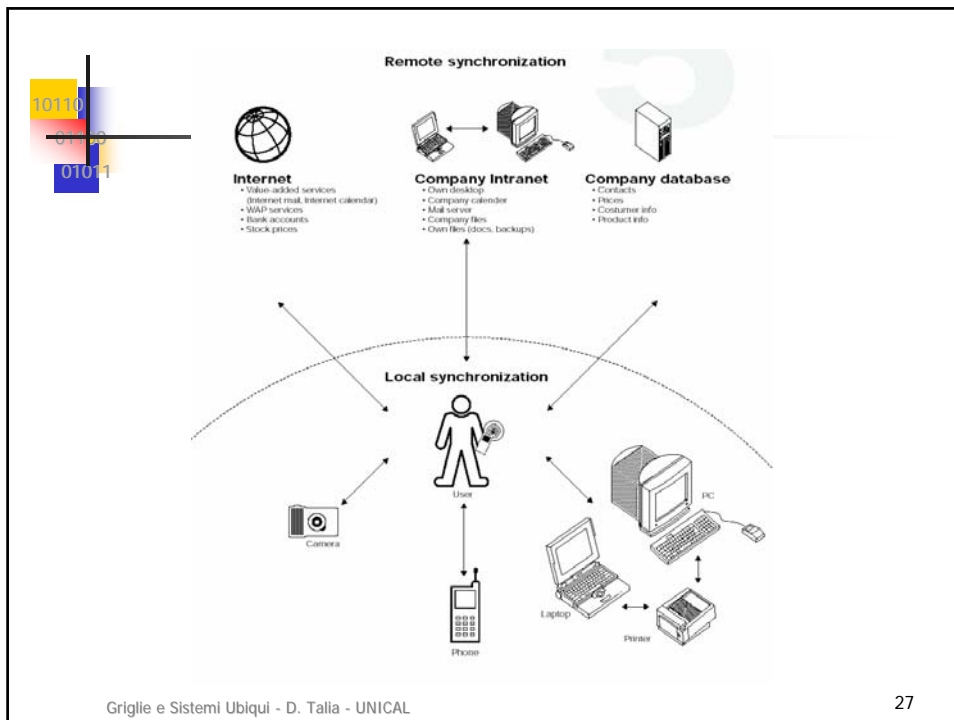 Remote synchronization
10110
01100
01011
Internet
• Value-added services
(Internet mail, Internet calendar)
• WAP services
• Bank accounts
• Stock prices
Company Intranet
• Own desktop
• Company calender
• Mail server
• Company files
• Own files (docs, backups)
Company database
• Contacts
• Prices
• Costumer info
• Product info
Local synchronization
User
Camera
Phone
PC
Laptop
Printer
Griglie e Sistemi Ubiqui - D. Talia - UNICAL
27